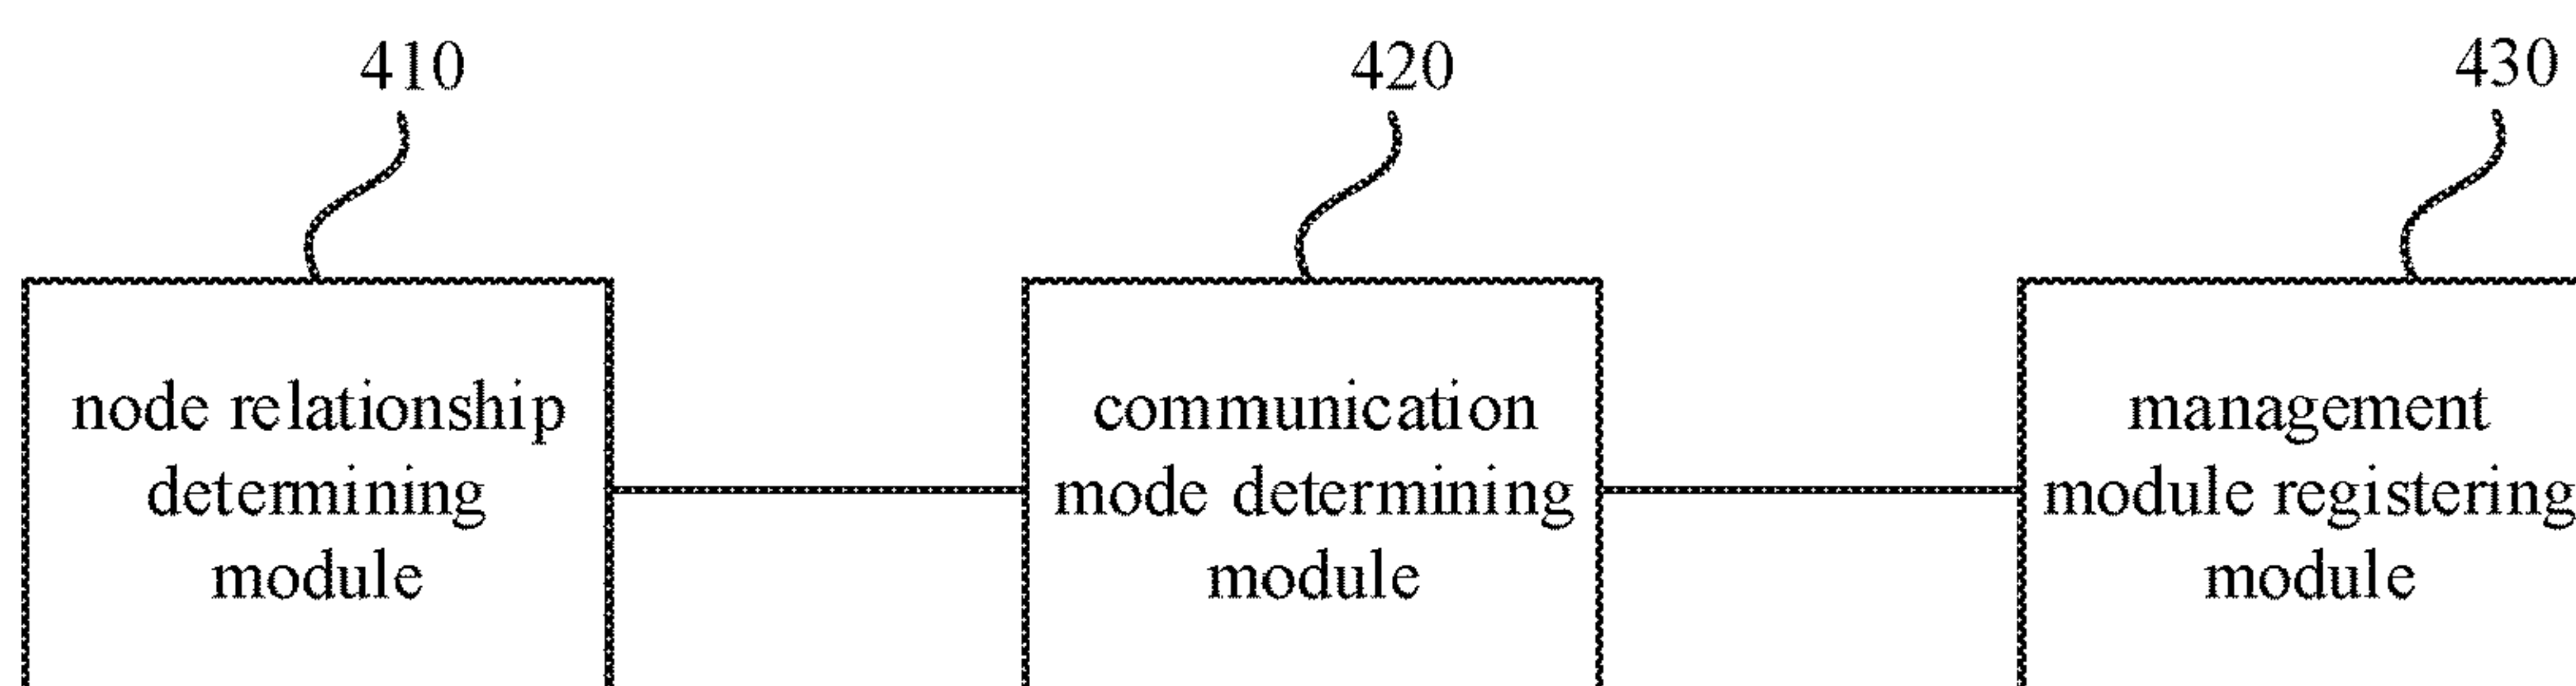 410
420
430
node relationship
determining
module
communication
mode determining
module
management
module registering
module